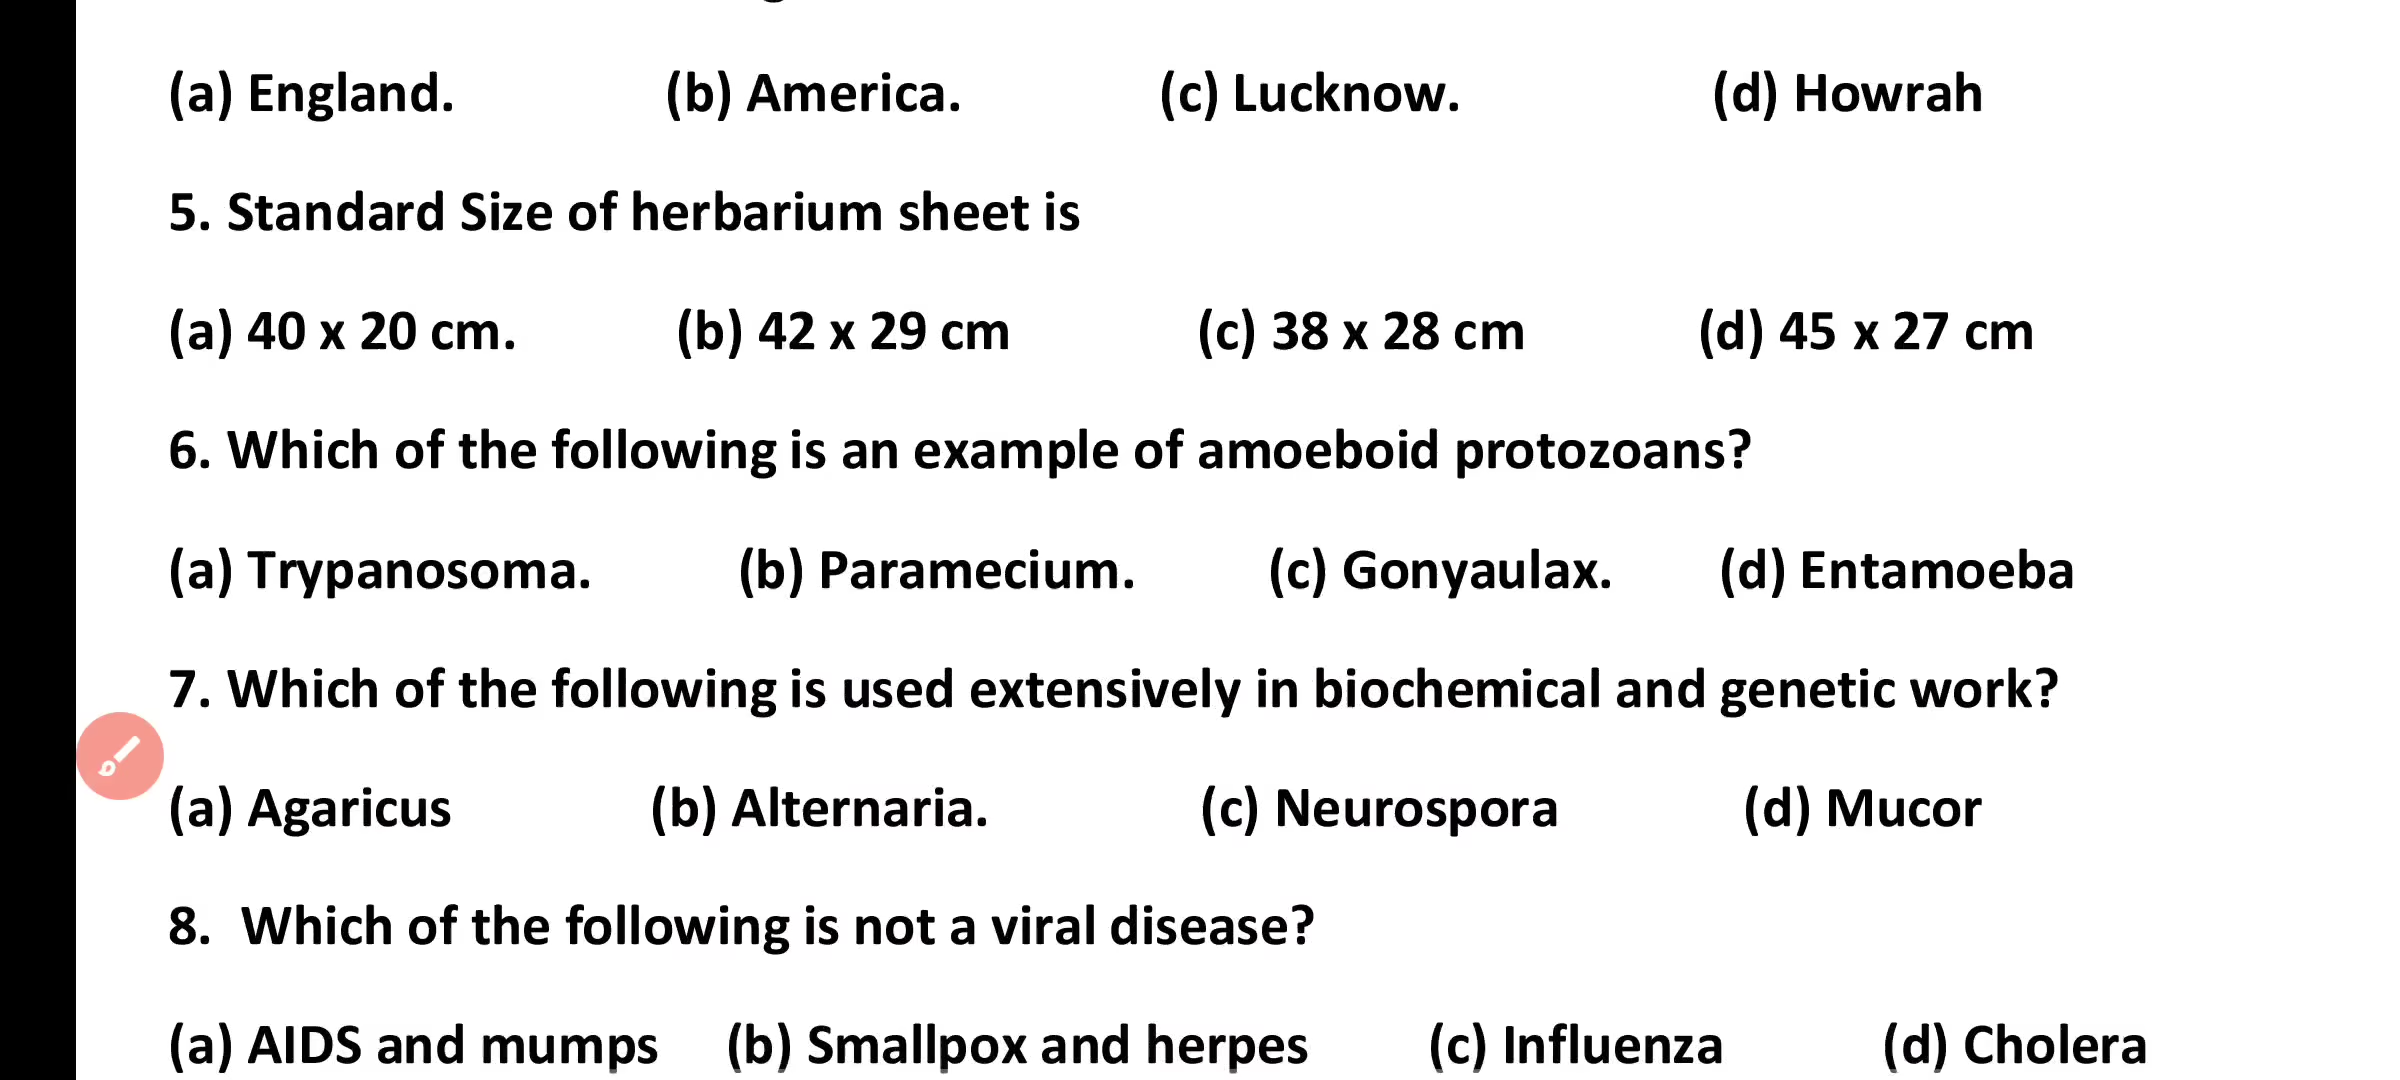 (a) England. (b) America. (c) Lucknow. (d) Howrah
5. Standard Size of herbarium sheet is
(a) 40 x 20 cm. (b) 42 x 29 cm (c) 38 x 28 cm (d) 45 x 27 cm
6. Which of the following is an example of amoeboid protozoans?
(a) Trypanosoma. (b) Paramecium. (c) Gonyaulax. (d) Entamoeba
7. Which of the following is used extensively in biochemical and genetic work?
(a) Agaricus (b) Alternaria. (c) Neurospora (d) Mucor
8. Which of the following is not a viral disease?
(a) AIDS and mumps (b) Smallpox and herpes (c) Influenza (d) Cholera